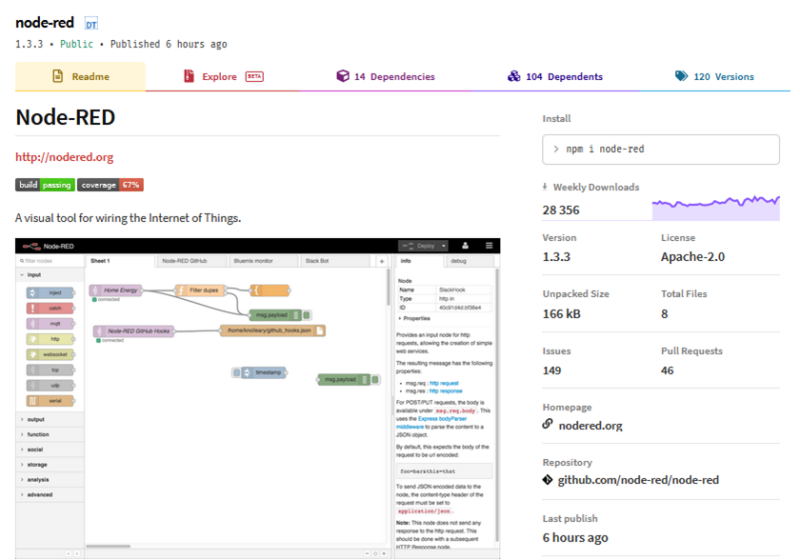 node-red DT
1.3.3 • Public • Published 6 hours ago
Readme
Explore BETA
14 Dependencies
104 Dependents
120 Versions
Node-RED
http://nodered.org
build passing coverage 67%
A visual tool for wiring the Internet of Things.
Node-RED
Deploy
filter nodes
input
inject
catch
mqtt
http
websocket
tcp
udp
serial
output
function
social
storage
analysis
advanced
Sheet 1
Node-RED GitHub
Bluemix monitor
Slack Bot
+
Home Energy
connected
Filter dupes
msg.payload
Node-RED GitHub Hooks
connected
/home/knolleary/github_hooks.json
timestamp
msg.payload
info
debug
Node
Name SlackHook
Type http in
ID
Properties
Provides an input node for http
requests, allowing the creation of simple
web services.
The resulting message has the following
properties:
• msg.req : http request
• msg.res : http response
For POST/PUT requests, the body is
available under msg.req.body. This
uses the Express bodyParser
middleware to parse the content to a
JSON object.
By default, this expects the body of the
request to be url encoded:
foo=bar&this=that
To send JSON encoded data to the
node, the content-type header of the
request must be set to
application/json.
Note: This node does not send any
response to the http request. This
should be done with a subsequent
HTTP Response node.
Install
> npm i node-red
Weekly Downloads
28 356
Version
1.3.3
License
Apache-2.0
Unpacked Size
166 kB
Total Files
8
Issues
149
Pull Requests
46
Homepage
nodered.org
Repository
github.com/node-red/node-red
Last publish
6 hours ago